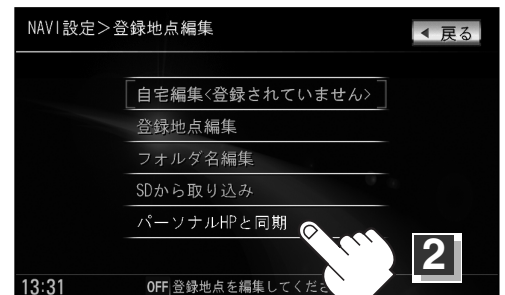 NAVI設定＞登録地点編集
◀ 戻る
自宅編集<登録されていません>
登録地点編集
フォルダ名編集
SDから取り込み
パーソナルHPと同期
2
13:31 OFF 登録地点を編集してくださ